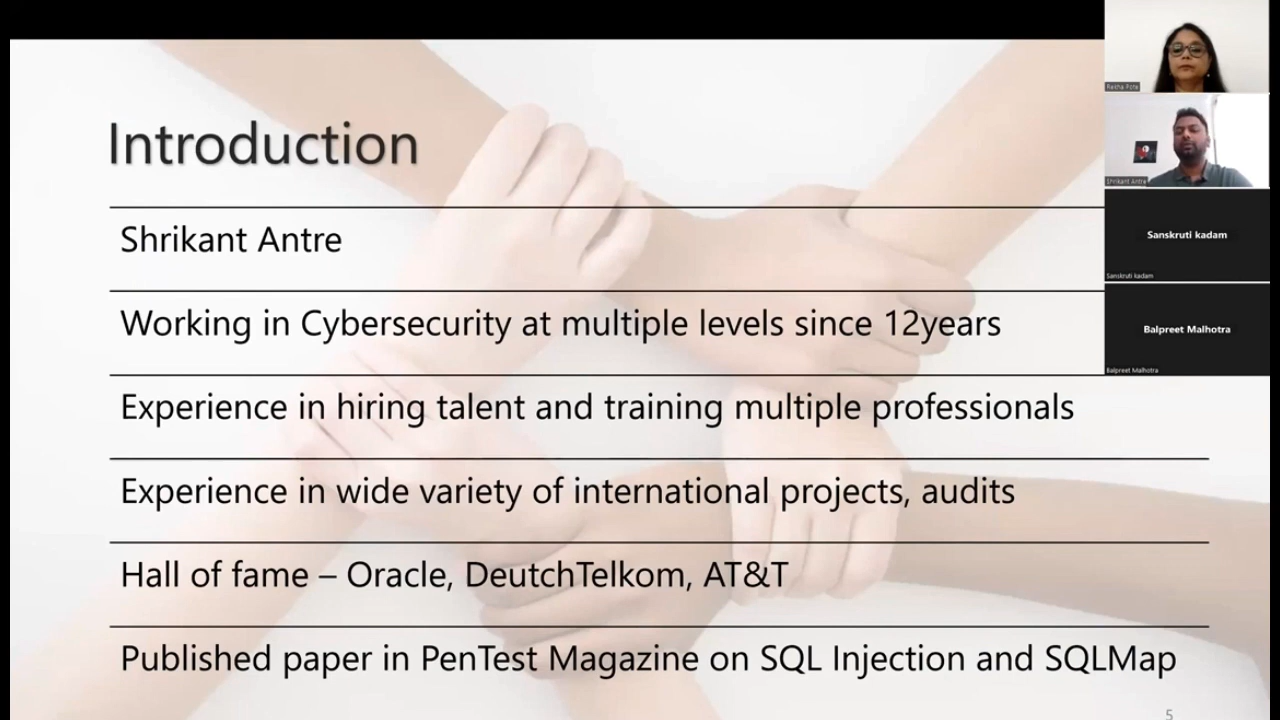 Introduction
Shrikant Antre
Working in Cybersecurity at multiple levels since 12years
Experience in hiring talent and training multiple professionals
Experience in wide variety of international projects, audits
Hall of fame – Oracle, DeutchTelkom, AT&T
Published paper in PenTest Magazine on SQL Injection and SQLMap
5
Rekha Pote
Shrikant Antre
Sanskruti kadam
Sanskruti kadam
Balpreet Malhotra
Balpreet Malhotra